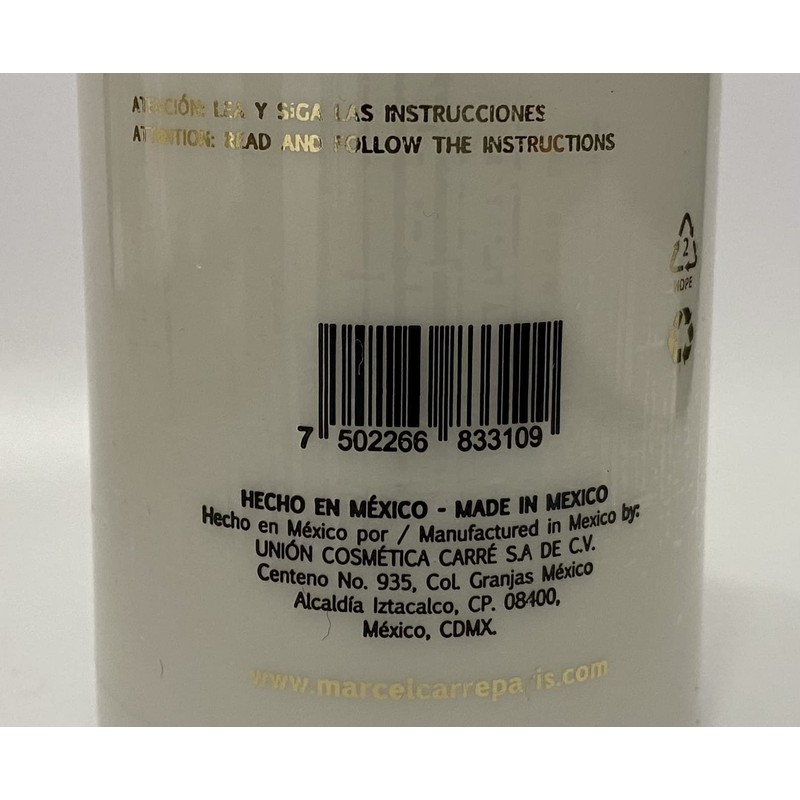 ATENCIÓN: LEA Y SIGA LAS INSTRUCCIONES
ATTENTION: READ AND FOLLOW THE INSTRUCTIONS
2
HDPE
7 502266 833109
HECHO EN MÉXICO - MADE IN MEXICO
Hecho en México por / Manufactured in Mexico by:
UNIÓN COSMÉTICA CARRÉ S.A DE C.V.
Centeno No. 935, Col. Granjas México
Alcaldía Iztacalco, CP. 08400,
México, CDMX.
www.marcelcarreparis.com